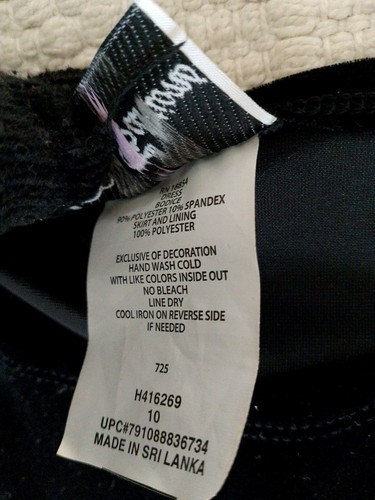 RN 18854
DRESS
BODICE
90% POLYESTER 10% SPANDEX
SKIRT AND LINING
100% POLYESTER
EXCLUSIVE OF DECORATION
HAND WASH COLD
WITH LIKE COLORS INSIDE OUT
NO BLEACH
LINE DRY
COOL IRON ON REVERSE SIDE
IF NEEDED
725
H416269
10
UPC#791088836734
MADE IN SRI LANKA